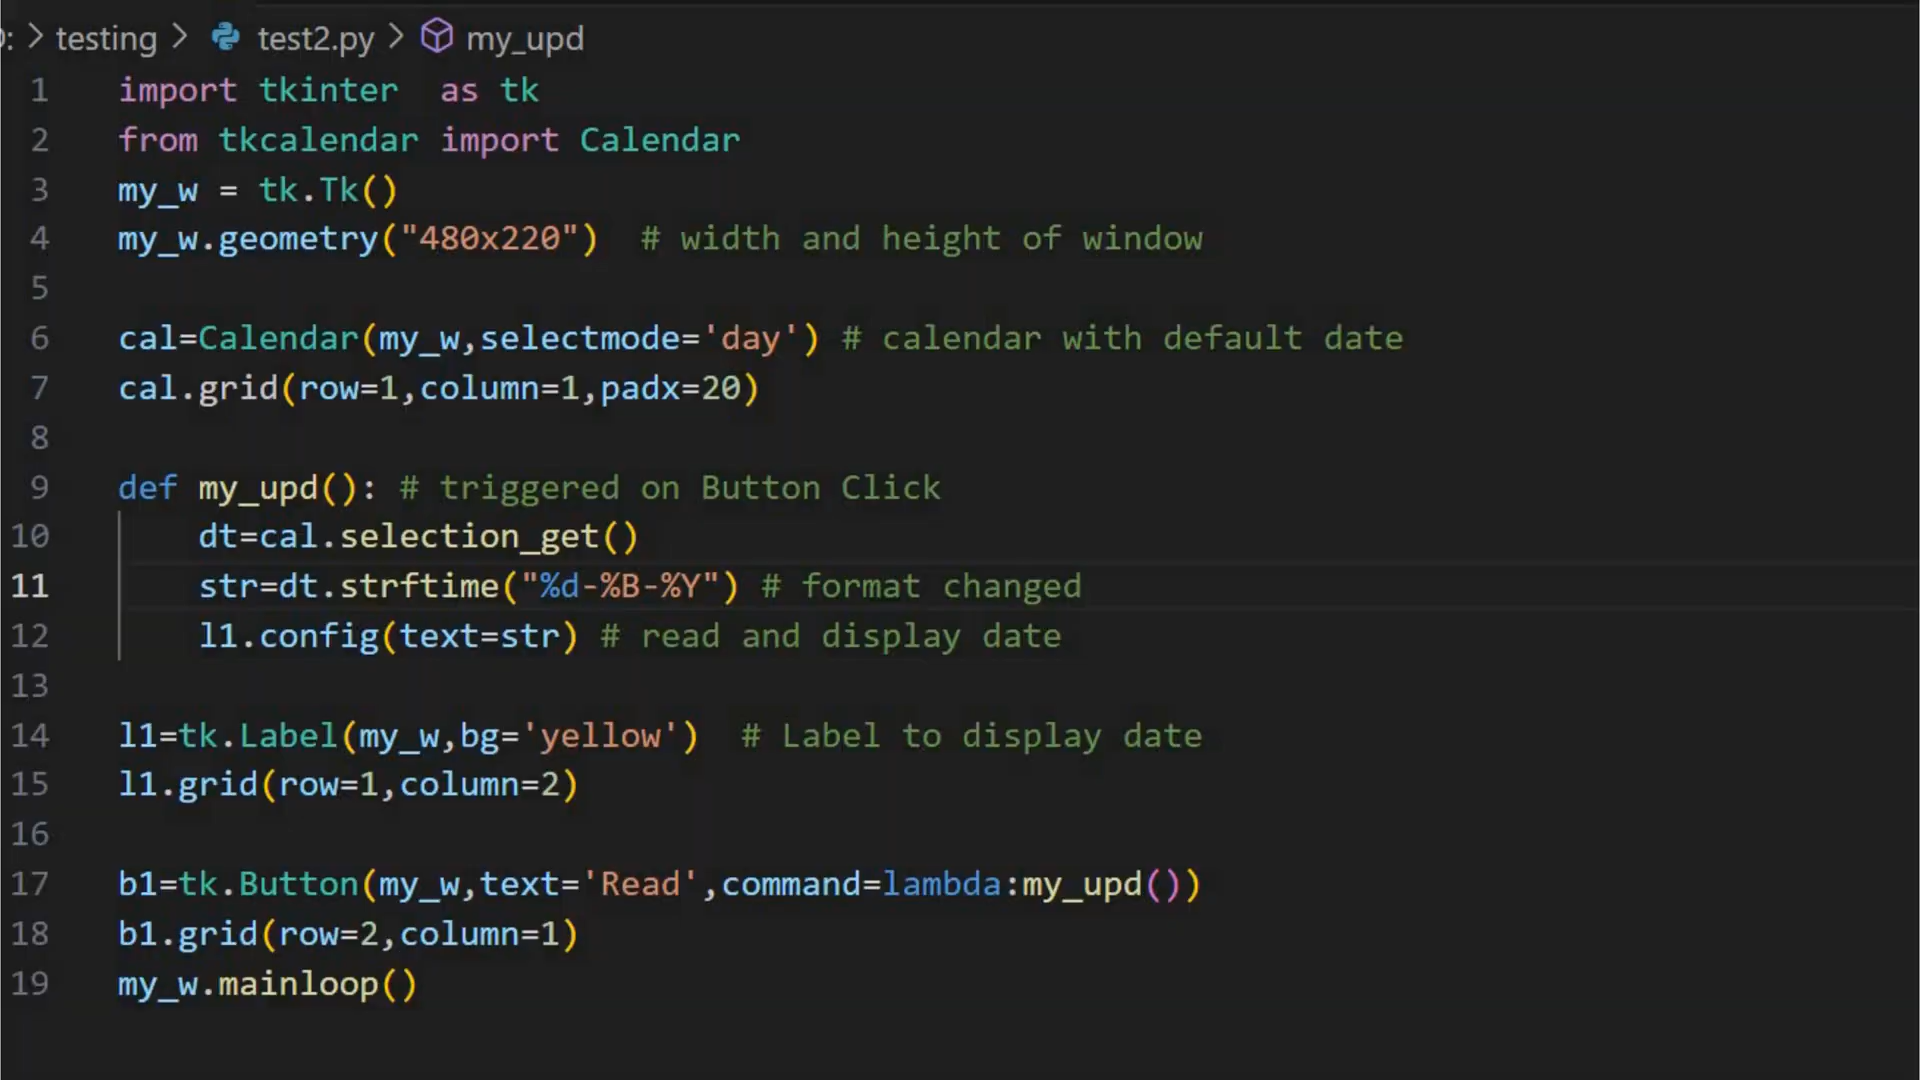 : > testing > test2.py > my_upd
1 import tkinter  as tk
2 from tkcalendar import Calendar
3 my_w = tk.Tk()
4 my_w.geometry("480x220")  # width and height of window
5
6 cal=Calendar(my_w,selectmode='day') # calendar with default date
7 cal.grid(row=1,column=1,padx=20)
8
9 def my_upd(): # triggered on Button Click
10     dt=cal.selection_get()
11     str=dt.strftime("%d-%B-%Y") # format changed
12     l1.config(text=str) # read and display date
13
14 l1=tk.Label(my_w,bg='yellow')  # Label to display date
15 l1.grid(row=1,column=2)
16
17 b1=tk.Button(my_w,text='Read',command=lambda:my_upd())
18 b1.grid(row=2,column=1)
19 my_w.mainloop()